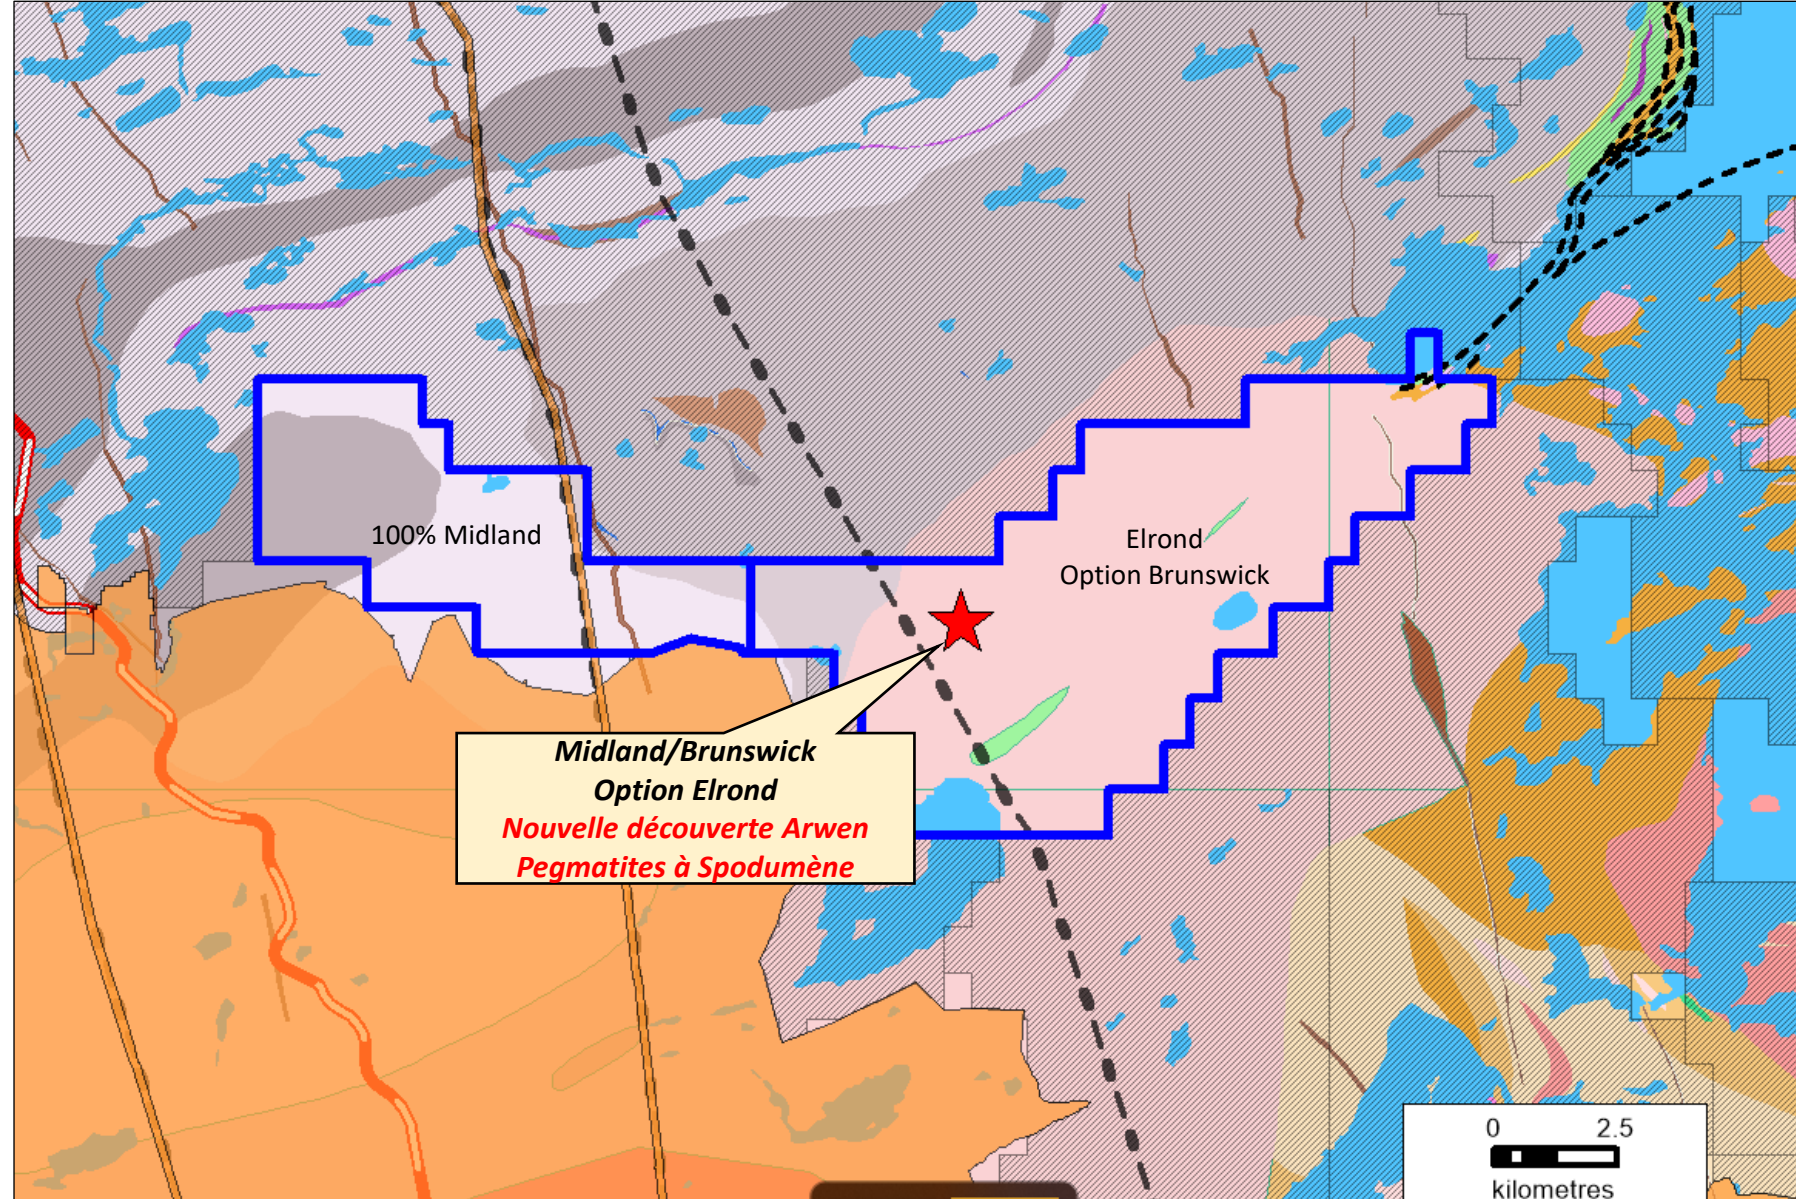 100% Midland
Elrond
Option Brunswick
Midland/Brunswick
Option Elrond
Nouvelle découverte Arwen
Pegmatites à Spodumène
0 2.5
kilometres